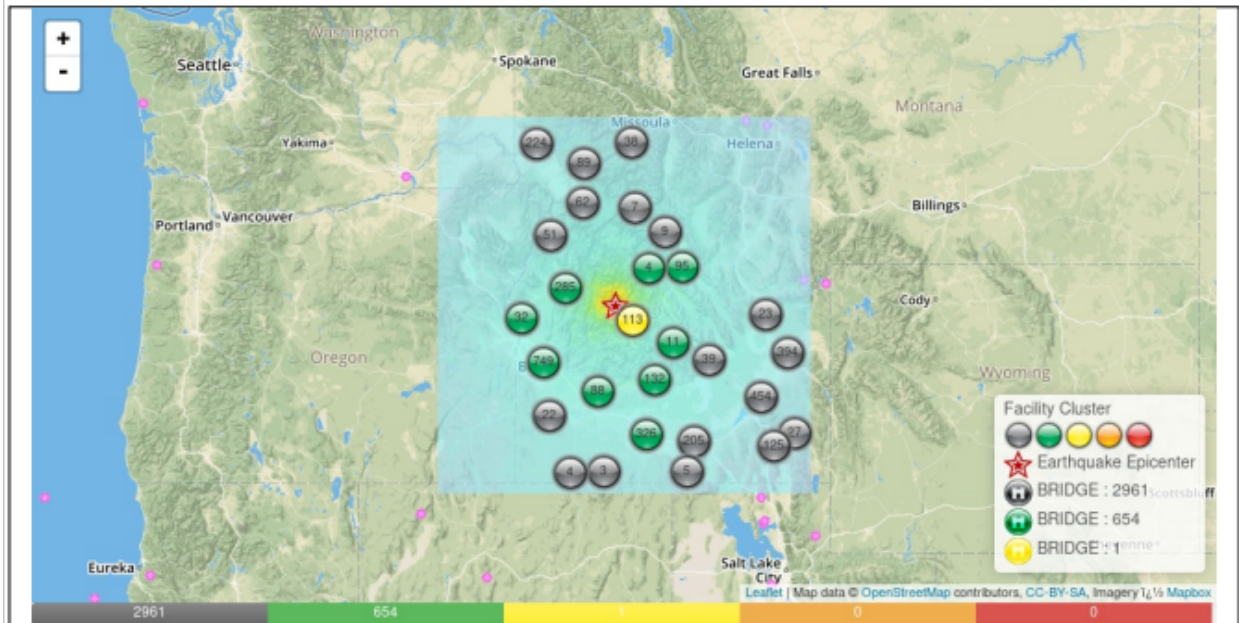 +
-
Washington
Seattle
Spokane
Great Falls
Montana
Missoula
Helena
Yakima
224
38
89
62
7
Billings
Portland
Vancouver
51
9
4
95
285
Cody
32
113
23
11
Oregon
749
39
394
132
Wyoming
88
454
22
326
205
27
125
4
3
5
Facility Cluster
Earthquake Epicenter
BRIDGE : 2961
Scottsbluff
BRIDGE : 654
BRIDGE : 1
Eureka
Salt Lake
City
Leaflet | Map data © OpenStreetMap contributors, CC-BY-SA, Imagery ï¿½ Mapbox
2961 654 1 0 0